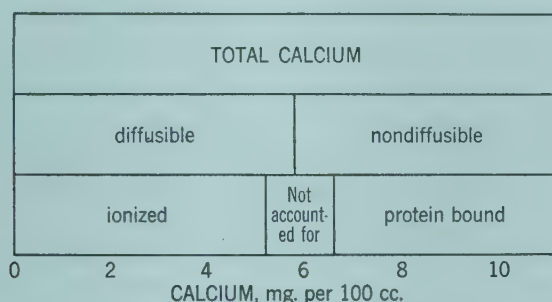 TOTAL CALCIUM
diffusible nondiffusible
ionized Not account-ed for protein bound
0 2 4 6 8 10
CALCIUM, mg. per 100 cc.